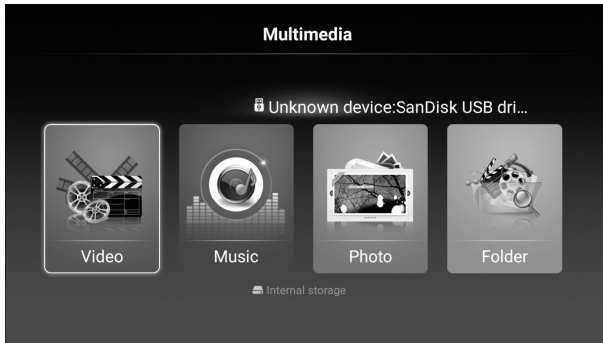 Multimedia
Unknown device:SanDisk USB dri...
Video
Music
Photo
Folder
Internal storage